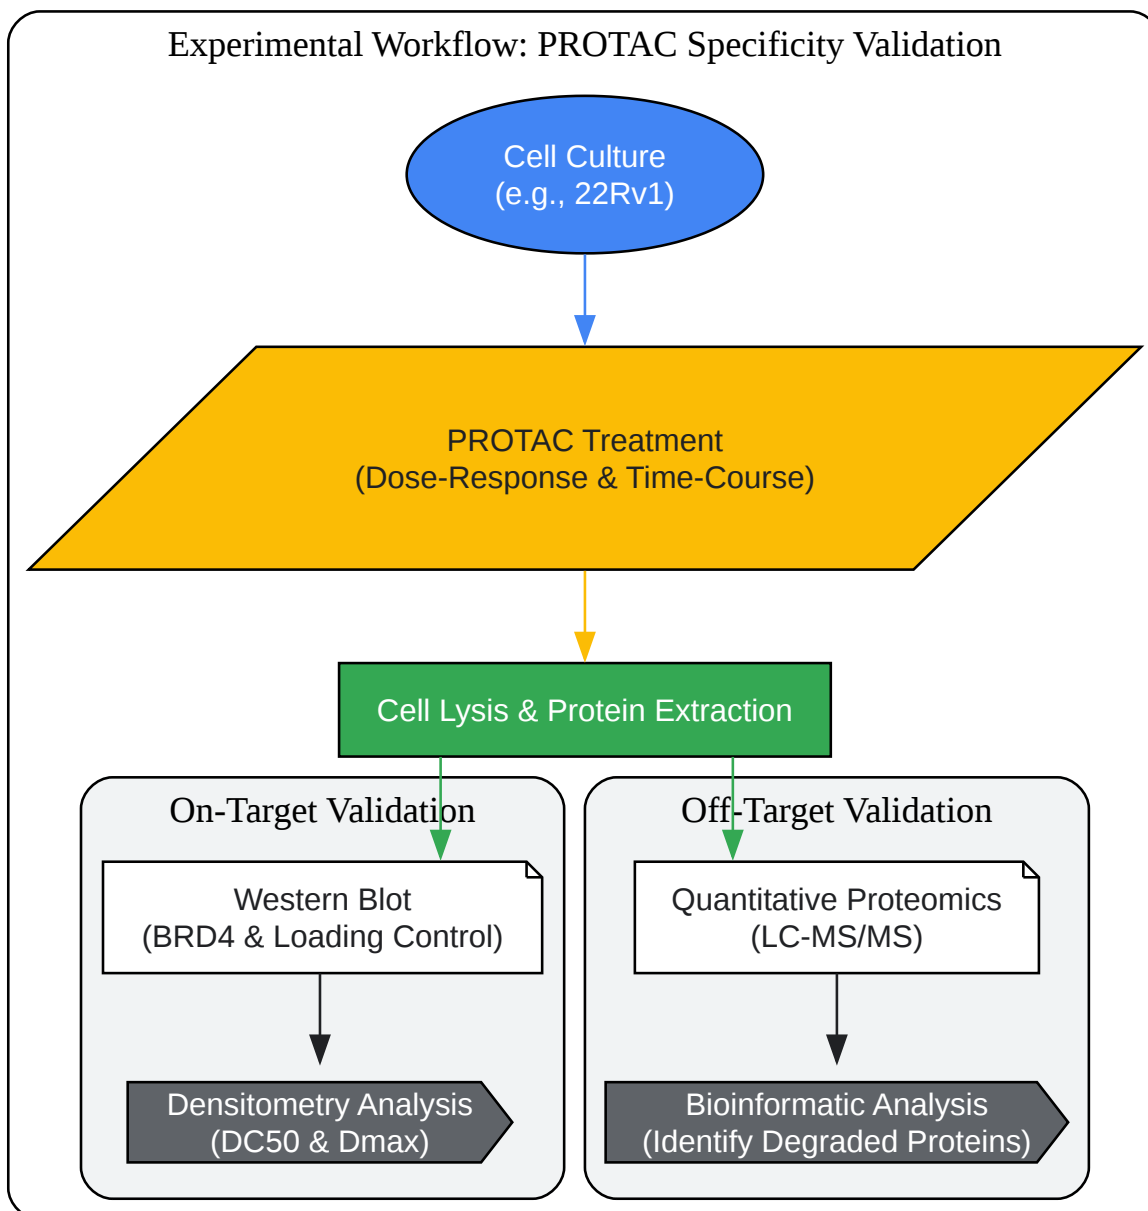 Experimental Workflow: PROTAC Specificity Validation
Cell Culture
(e.g., 22Rv1)
PROTAC Treatment
(Dose-Response & Time-Course)
Cell Lysis & Protein Extraction
On-Target Validation
Western Blot
(BRD4 & Loading Control)
Densitometry Analysis
(DC50 & Dmax)
Off-Target Validation
Quantitative Proteomics
(LC-MS/MS)
Bioinformatic Analysis
(Identify Degraded Proteins)